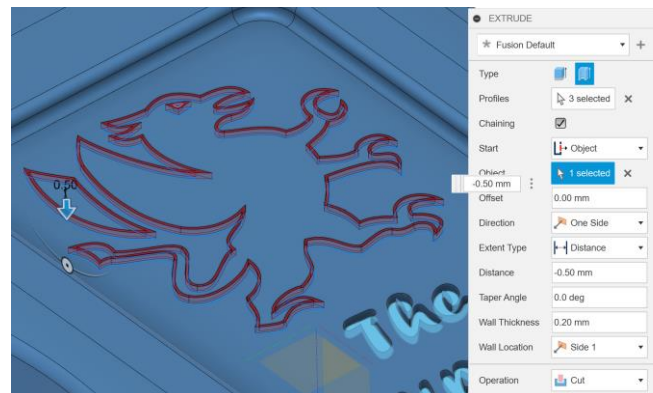 EXTRUDE
Fusion Default
Type
Profiles 3 selected
Chaining
Start Object
Object 1 selected
-0.50 mm
Offset 0.00 mm
Direction One Side
Extent Type Distance
Distance -0.50 mm
Taper Angle 0.0 deg
Wall Thickness 0.20 mm
Wall Location Side 1
Operation Cut
0.50
The